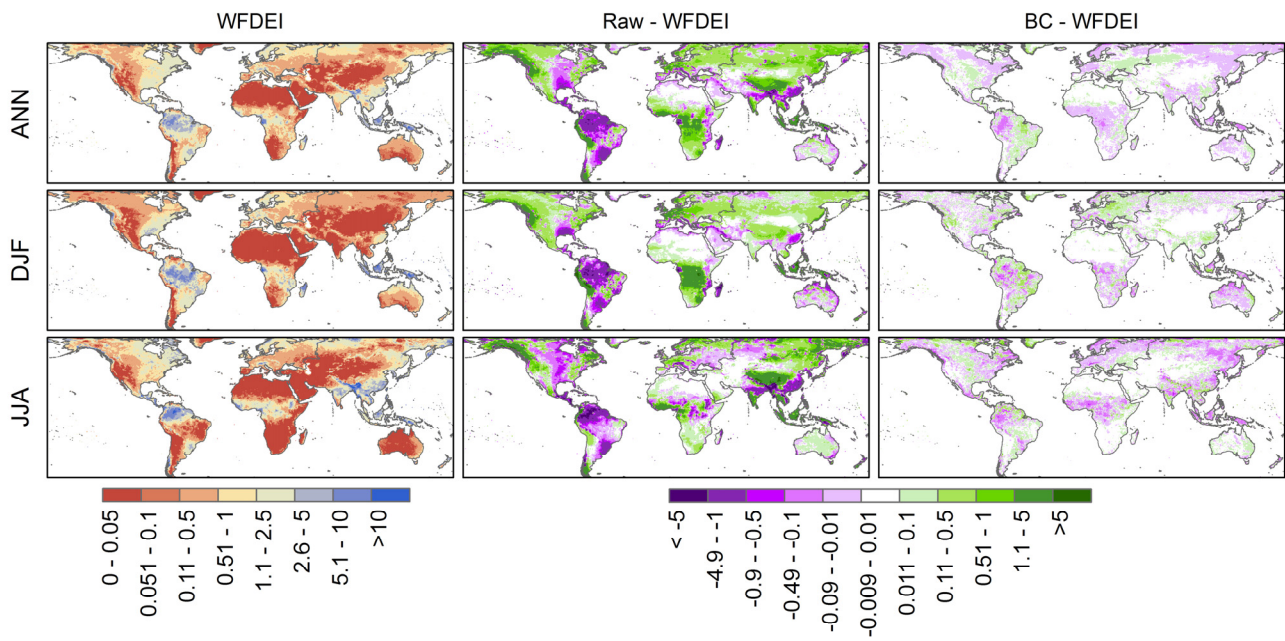 WFDEI Raw - WFDEI BC - WFDEI
ANN
DJF
JJA
0 - 0.05
0.051 - 0.1
0.11 - 0.5
0.51 - 1
1.1 - 2.5
2.6 - 5
5.1 - 10
>10
< -5
-4.9 - -1
-0.9 - -0.5
-0.49 - -0.1
-0.09 - -0.01
-0.009 - 0.01
0.011 - 0.1
0.11 - 0.5
0.51 - 1
1.1 - 5
>5